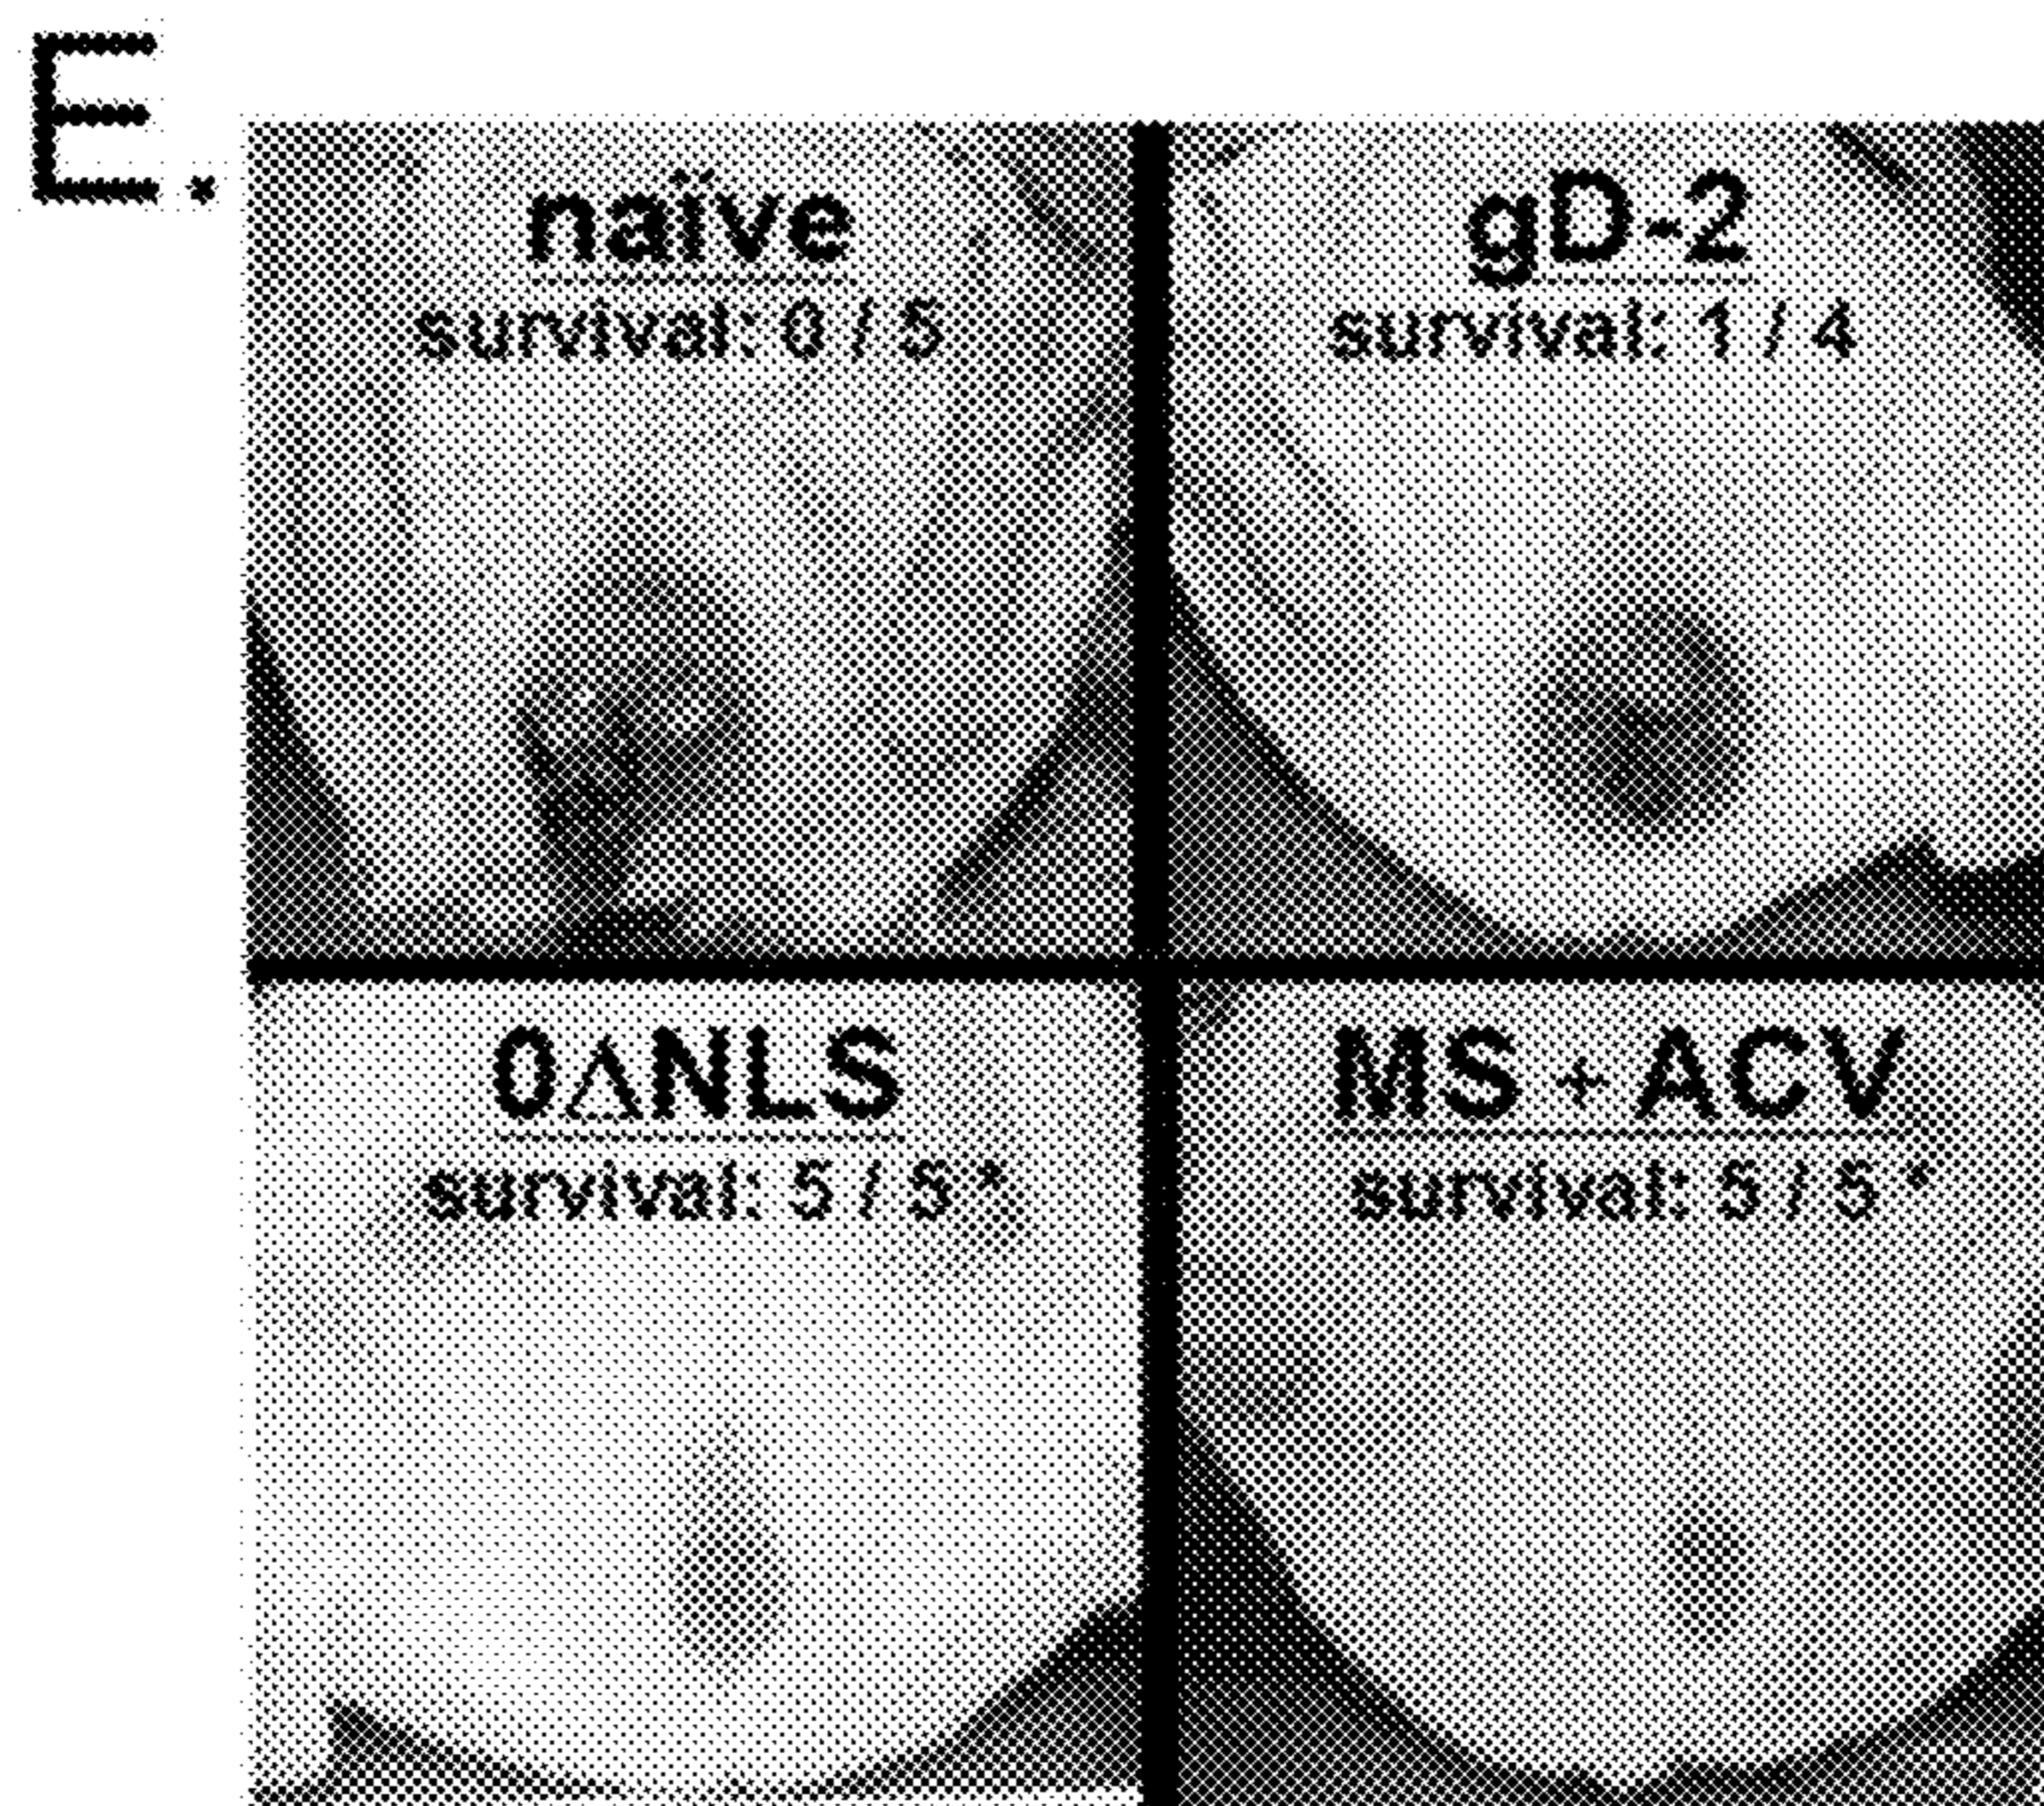 E.
naïve
survival: 0 / 5
gD-2
survival: 1 / 4
0ΔNLS
survival: 5 / 5 *
MS + ACV
survival: 5 / 5 *